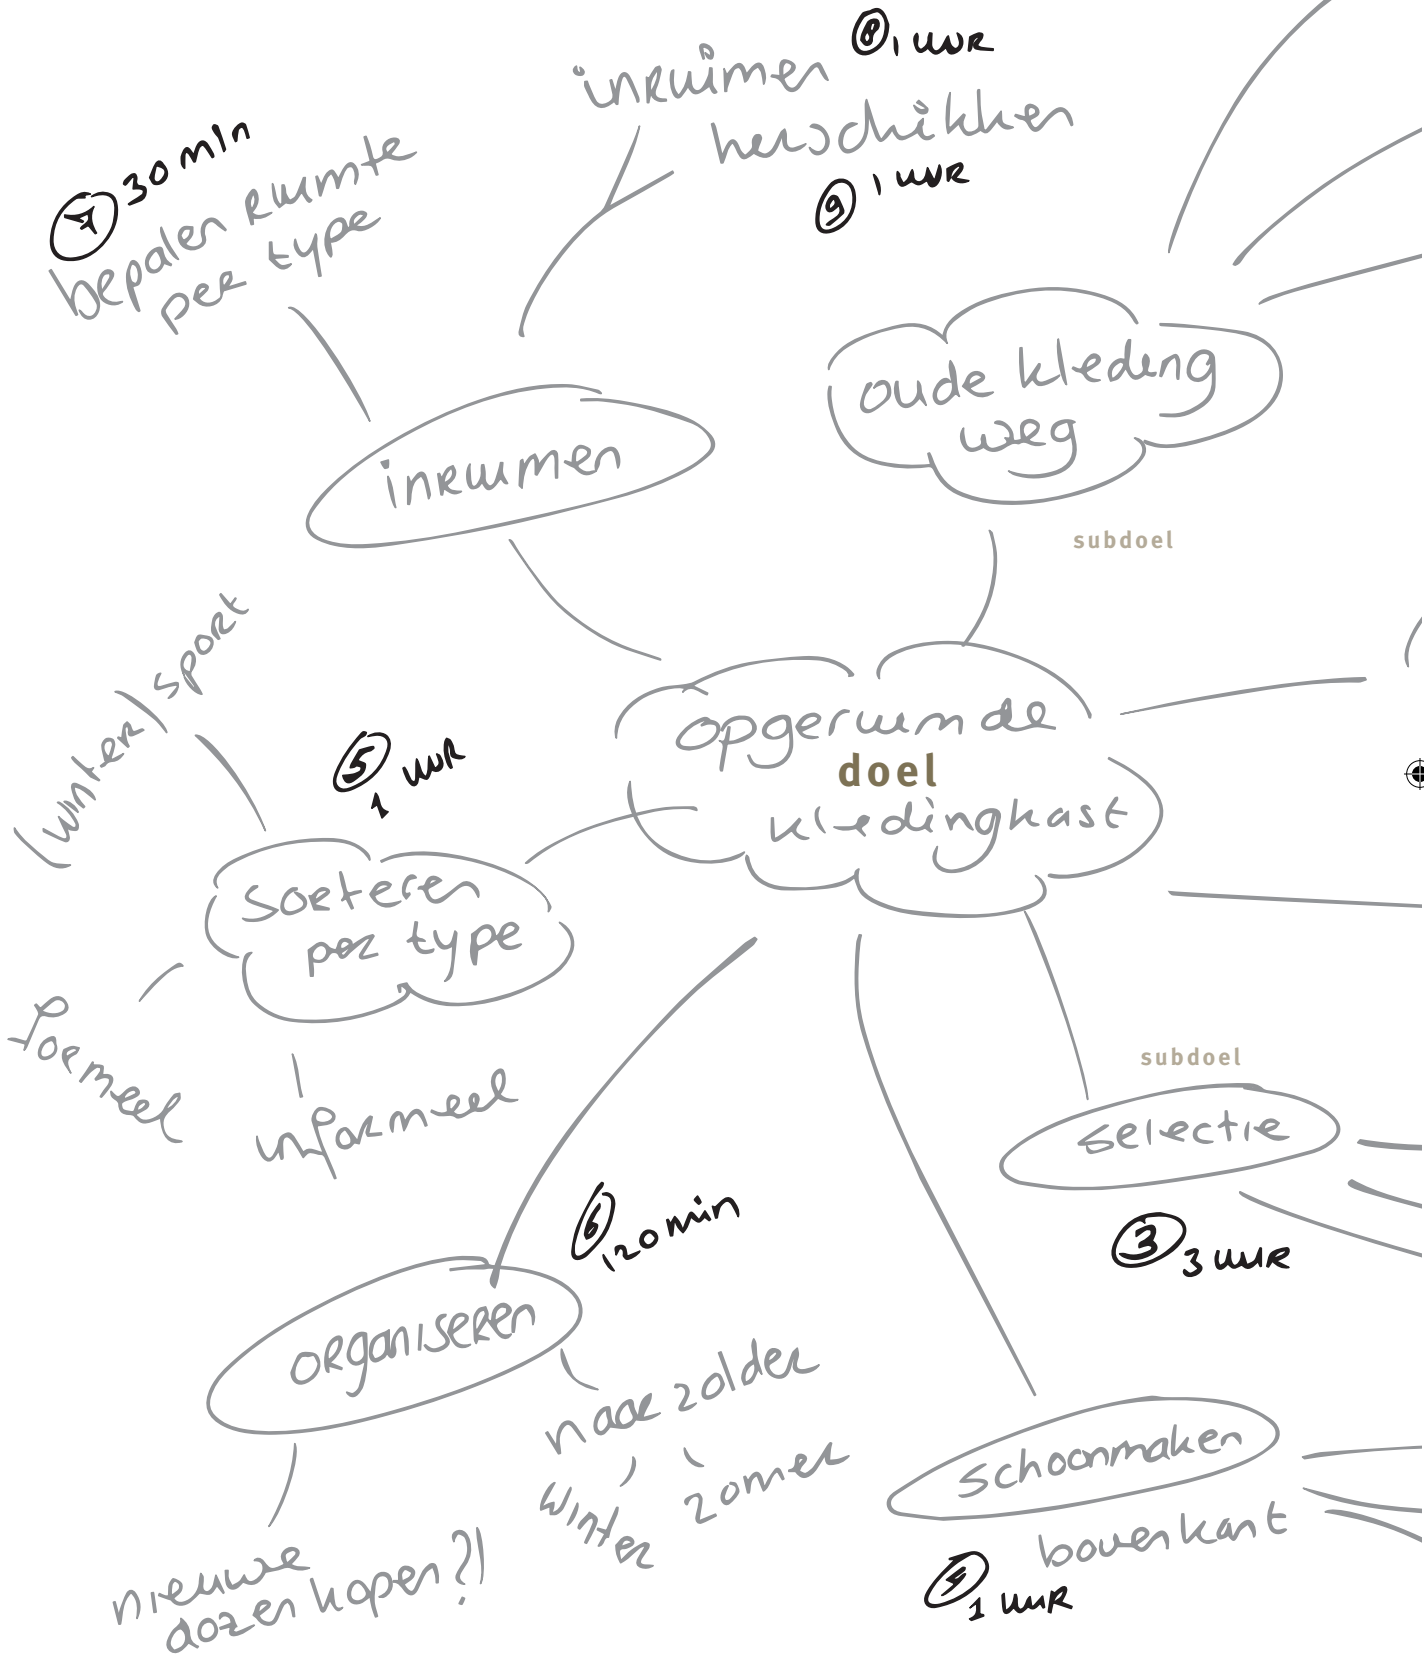 inruimen
8 1 uur
herschikken
9 1 uur
7 30 min
bepalen ruimte
per type
inruimen
oude kleding
weg
subdoel
opgeruimde
doel
kledingkast
(winter) sport
5
1 uur
sorteren
per type
formeel
informeel
subdoel
selectie
3 3 uur
6 120 min
organiseren
naar zolder
winter
zomer
nieuwe
dozen kopen?!
schoonmaken
bovenkant
4 1 uur